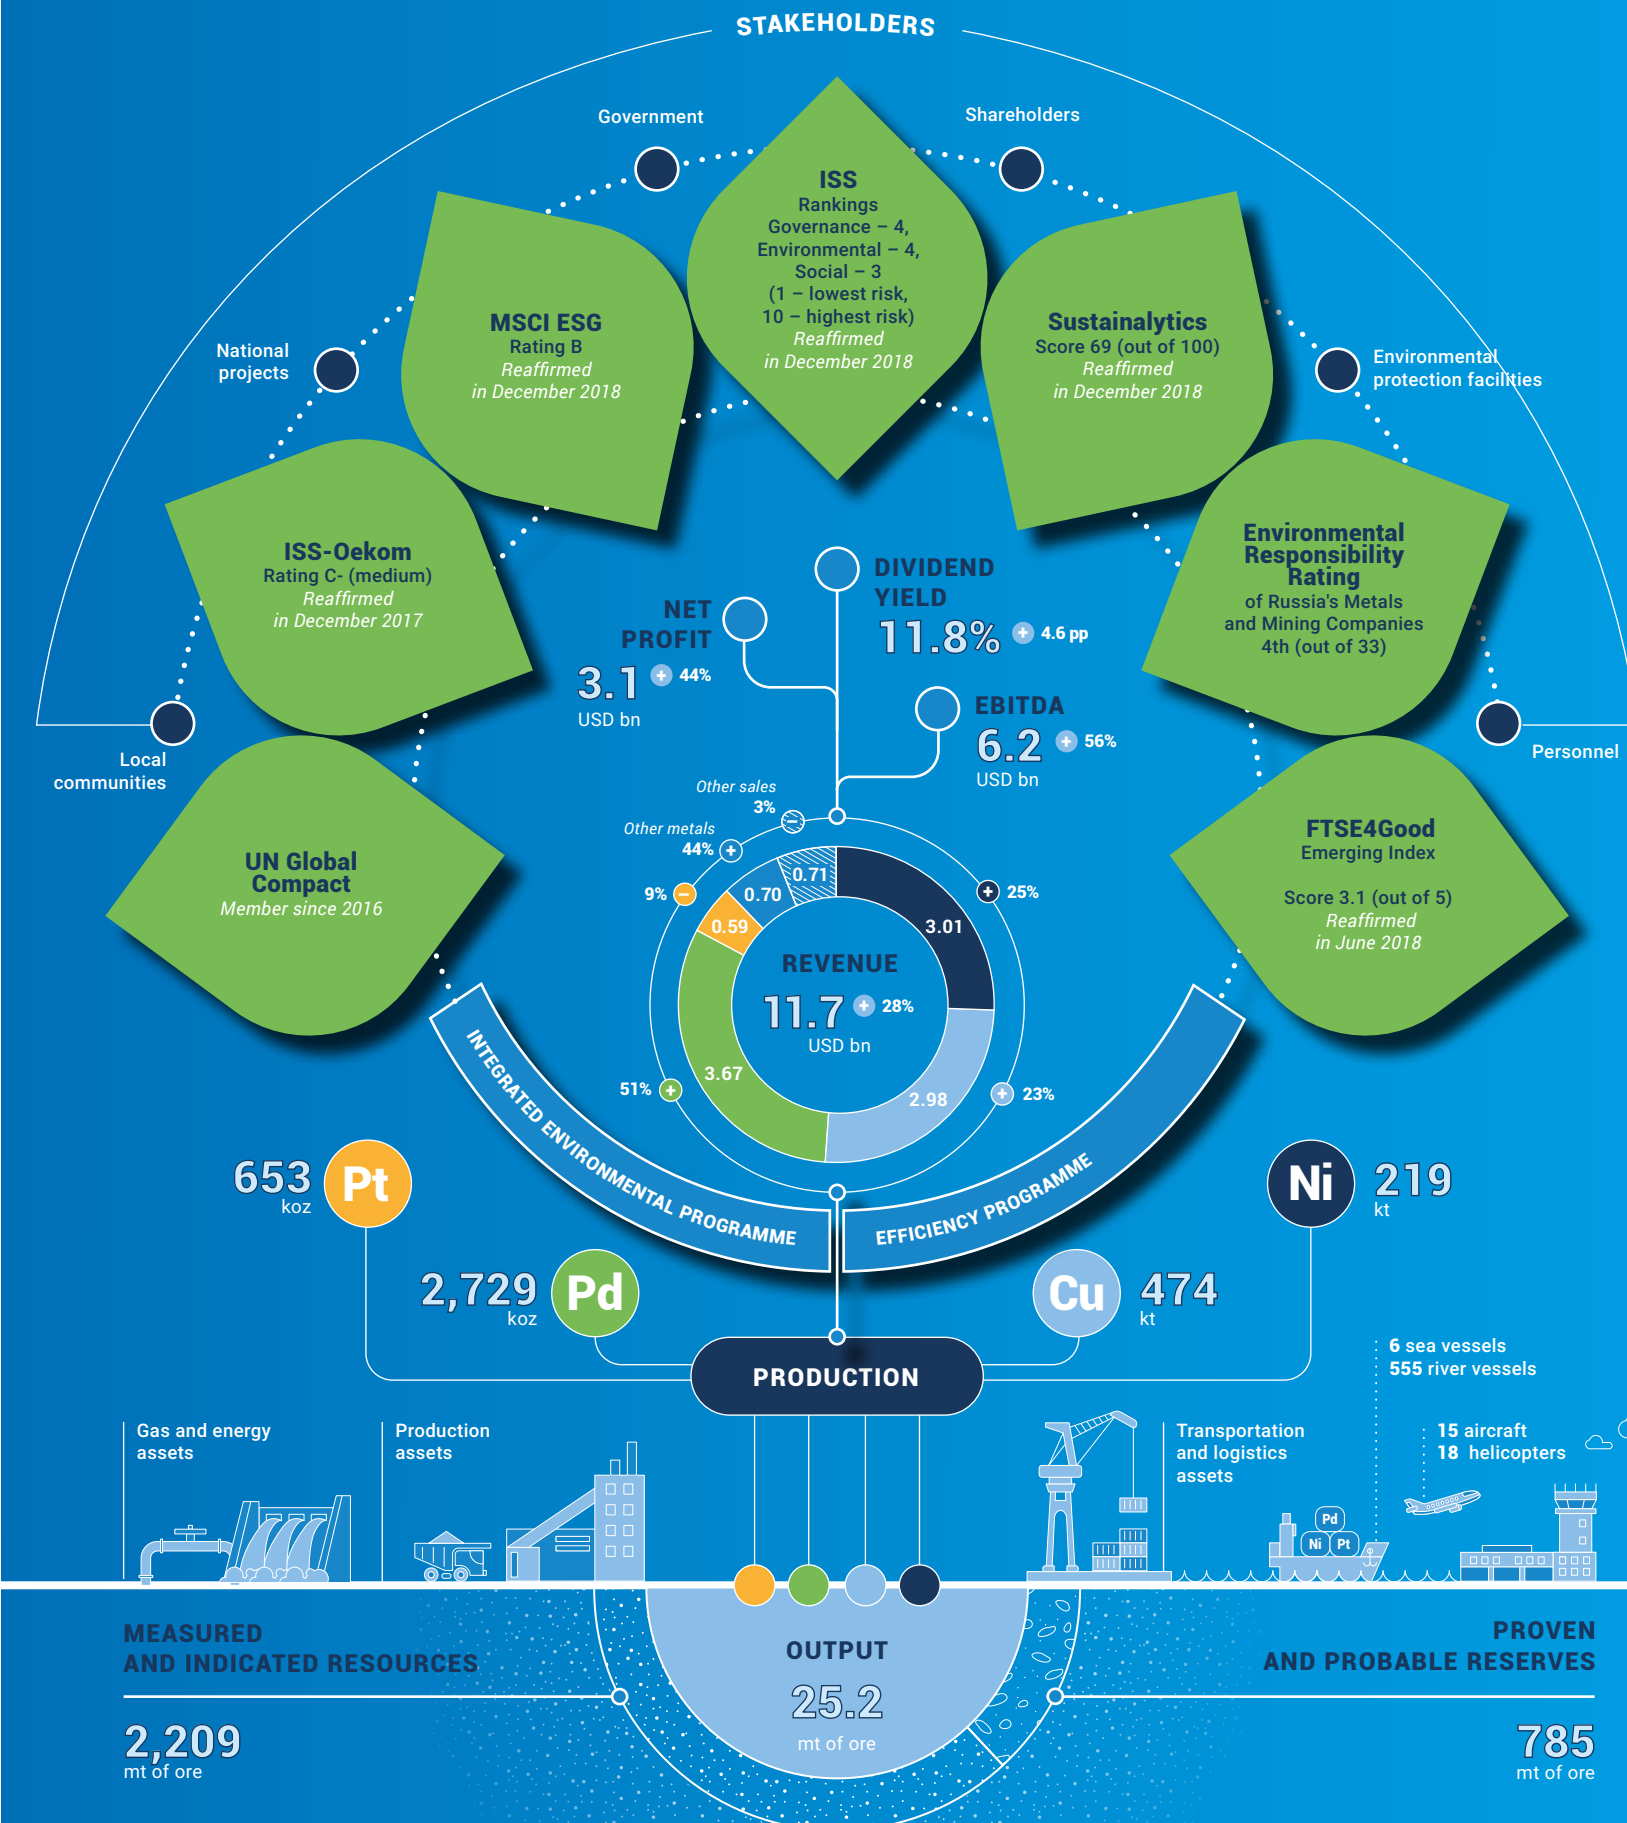 STAKEHOLDERS
Government
Shareholders
National
projects
Environmental
protection facilities
Local
communities
Personnel
ISS
Rankings
Governance – 4,
Environmental – 4,
Social – 3
(1 – lowest risk,
10 – highest risk)
Reaffirmed
in December 2018
MSCI ESG
Rating B
Reaffirmed
in December 2018
Sustainalytics
Score 69 (out of 100)
Reaffirmed
in December 2018
ISS-Oekom
Rating C- (medium)
Reaffirmed
in December 2017
Environmental
Responsibility
Rating
of Russia's Metals
and Mining Companies
4th (out of 33)
UN Global
Compact
Member since 2016
FTSE4Good
Emerging Index
Score 3.1 (out of 5)
Reaffirmed
in June 2018
DIVIDEND
YIELD
11.8% + 4.6 pp
NET
PROFIT
3.1 + 44%
USD bn
EBITDA
6.2 + 56%
USD bn
Other sales
3% −
Other metals
44% +
9% −
+ 25%
51% +
+ 23%
0.71
0.70
0.59
3.01
3.67
2.98
REVENUE
11.7 + 28%
USD bn
INTEGRATED ENVIRONMENTAL PROGRAMME
EFFICIENCY PROGRAMME
653
koz
Pt
Ni
219
kt
2,729
koz
Pd
Cu
474
kt
PRODUCTION
6 sea vessels
555 river vessels
Gas and energy
assets
Production
assets
Transportation
and logistics
assets
15 aircraft
18 helicopters
Pd
Ni
Pt
MEASURED
AND INDICATED RESOURCES
2,209
mt of ore
OUTPUT
25.2
mt of ore
PROVEN
AND PROBABLE RESERVES
785
mt of ore